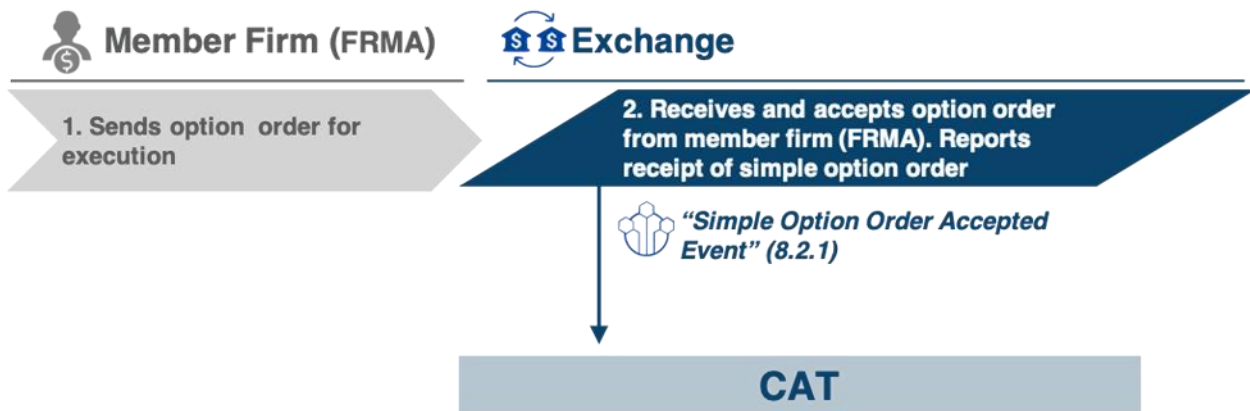 Member Firm (FRMA)
Exchange
1. Sends option order for
execution
2. Receives and accepts option order
from member firm (FRMA). Reports
receipt of simple option order
“Simple Option Order Accepted
Event” (8.2.1)
CAT